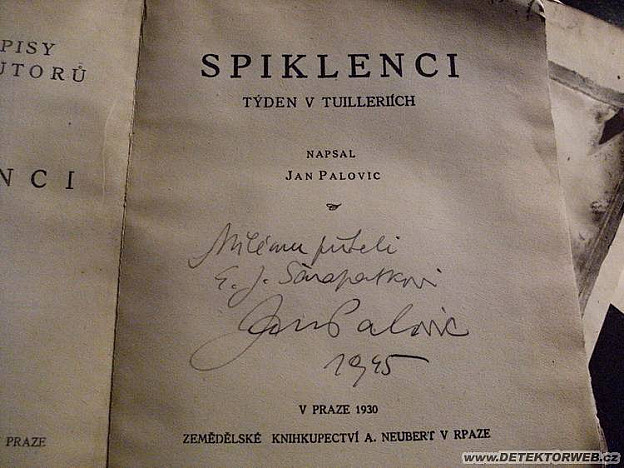 PISY
UTORŮ
NCI
PRAZE
SPIKLENCI
TÝDEN V TUILLERIÍCH
NAPSAL
JAN PALOVIC
Milému příteli
E. J. Šarapatkovi
Jan Palovic
1945
V PRAZE 1930
ZEMĚDĚLSKÉ KNIHKUPECTVÍ A. NEUBERT V RPAZE
WWW.DETEKTORWEB.cz